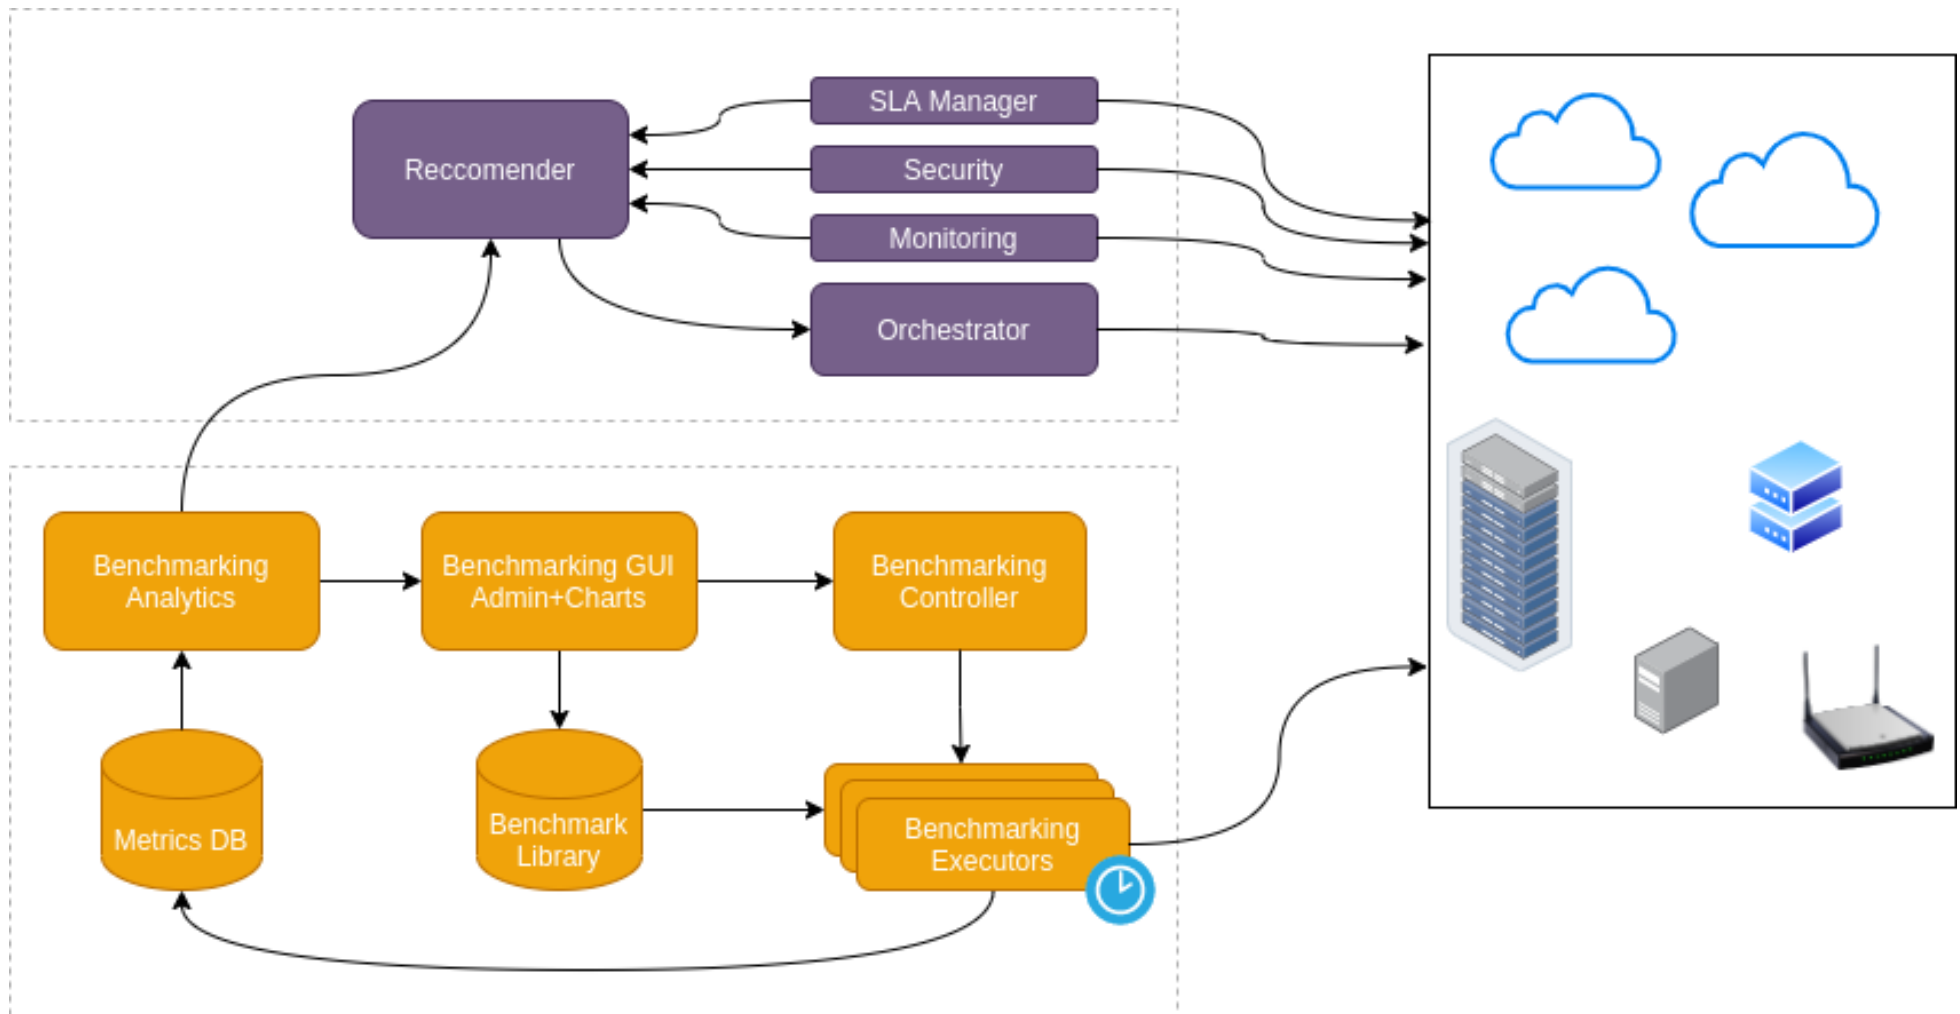 SLA Manager
Reccomender
Security
Monitoring
Orchestrator
Benchmarking
Analytics
Benchmarking GUI
Admin+Charts
Benchmarking
Controller
Metrics DB
Benchmark
Library
Benchmarking
Executors